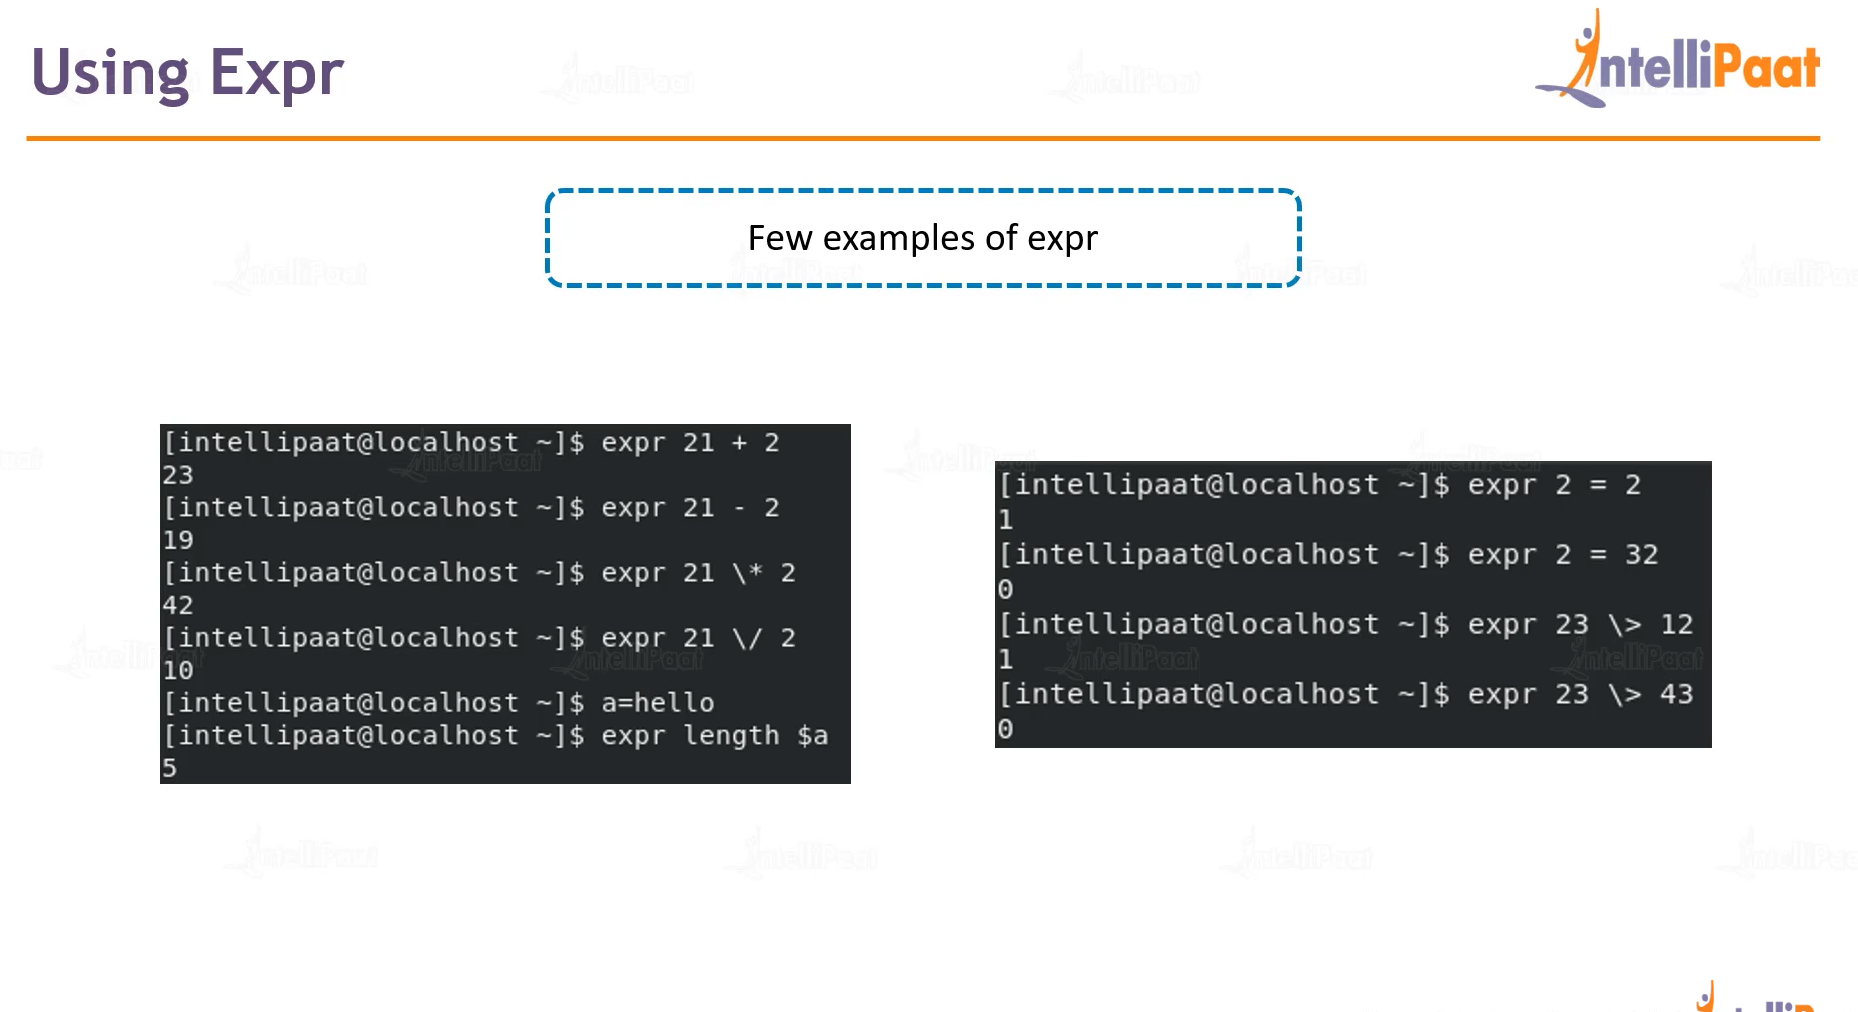 Using Expr
IntelliPaat
Few examples of expr
[intellipaat@localhost ~]$ expr 21 + 2
23
[intellipaat@localhost ~]$ expr 21 - 2
19
[intellipaat@localhost ~]$ expr 21 \* 2
42
[intellipaat@localhost ~]$ expr 21 \/ 2
10
[intellipaat@localhost ~]$ a=hello
[intellipaat@localhost ~]$ expr length $a
5
[intellipaat@localhost ~]$ expr 2 = 2
1
[intellipaat@localhost ~]$ expr 2 = 32
0
[intellipaat@localhost ~]$ expr 23 \> 12
1
[intellipaat@localhost ~]$ expr 23 \> 43
0